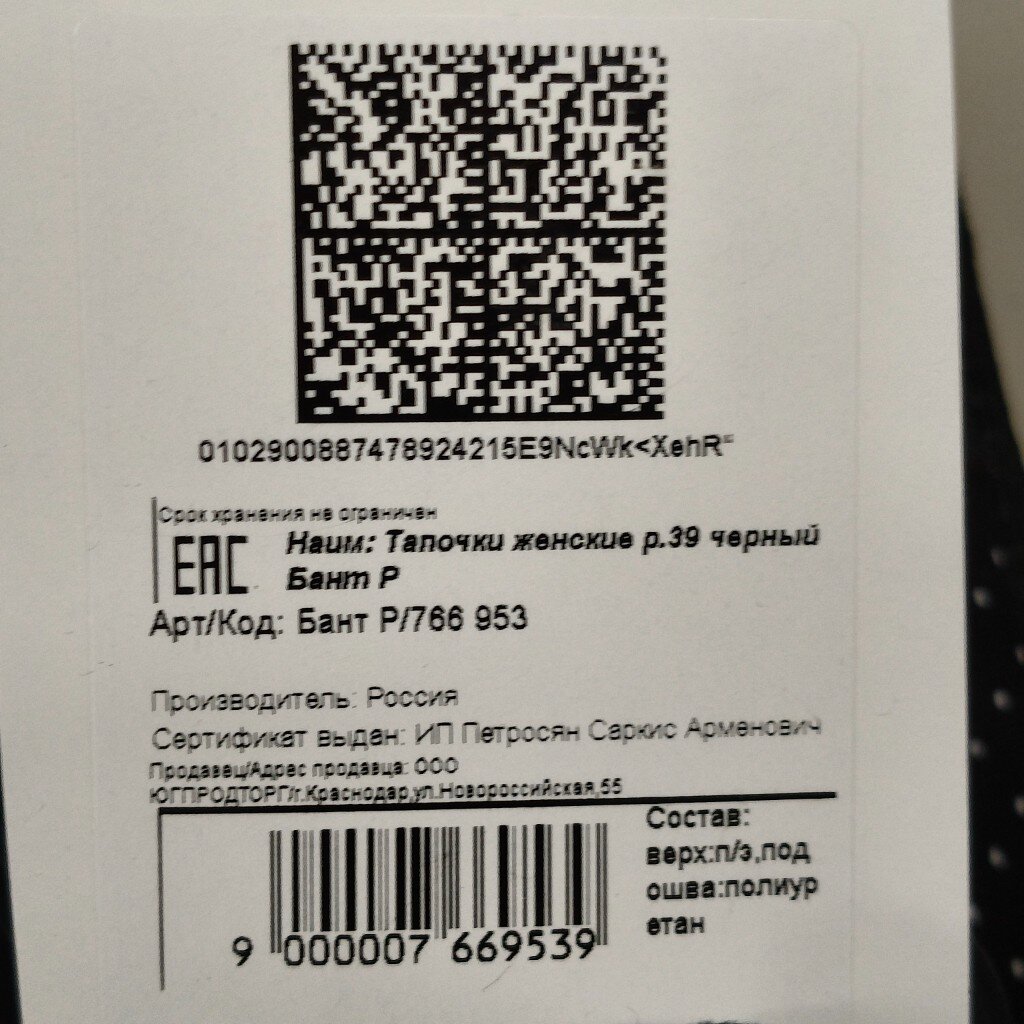 0102900887478924215E9NcWk<XehR"
Срок хранения не ограничен
EAC
Наим: Тапочки женские р.39 черный
Бант Р
Арт/Код: Бант Р/766 953
Производитель: Россия
Сертификат выдан: ИП Петросян Саркис Арменович
Продавец/Адрес продавца: ООО
ЮГПРОДТОРГ/г.Краснодар,ул.Новороссийская,55
Состав:
верх:п/э,под
ошва:полиур
етан
9 000007 669539